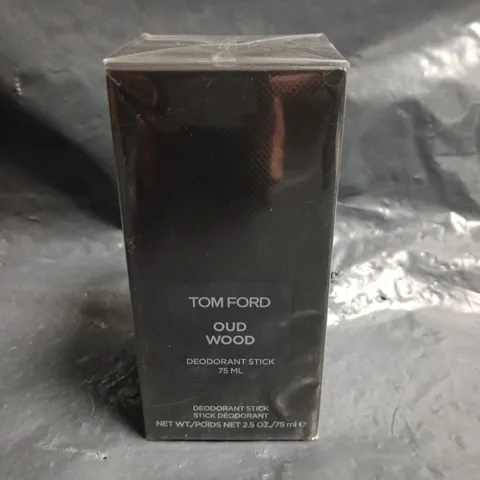 TOM FORD
OUD
WOOD
DEODORANT STICK
75 ML
DEODORANT STICK
STICK DÉODORANT
NET WT./POIDS NET 2.5 OZ./75 ml ℮